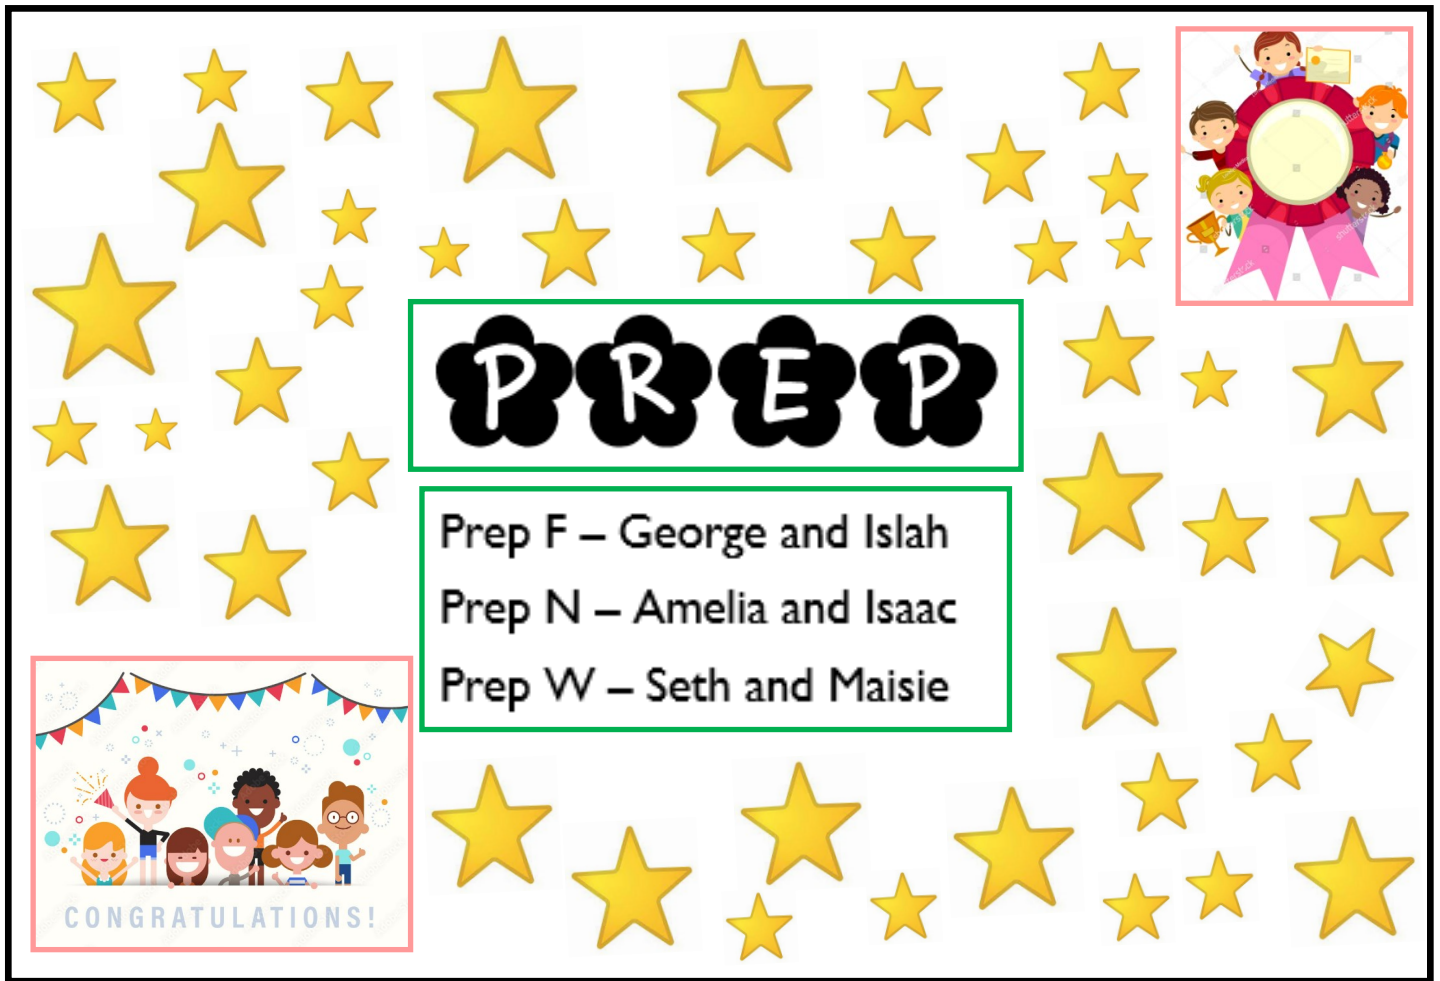 PREP
Prep F – George and Islah
Prep N – Amelia and Isaac
Prep W – Seth and Maisie
CONGRATULATIONS!